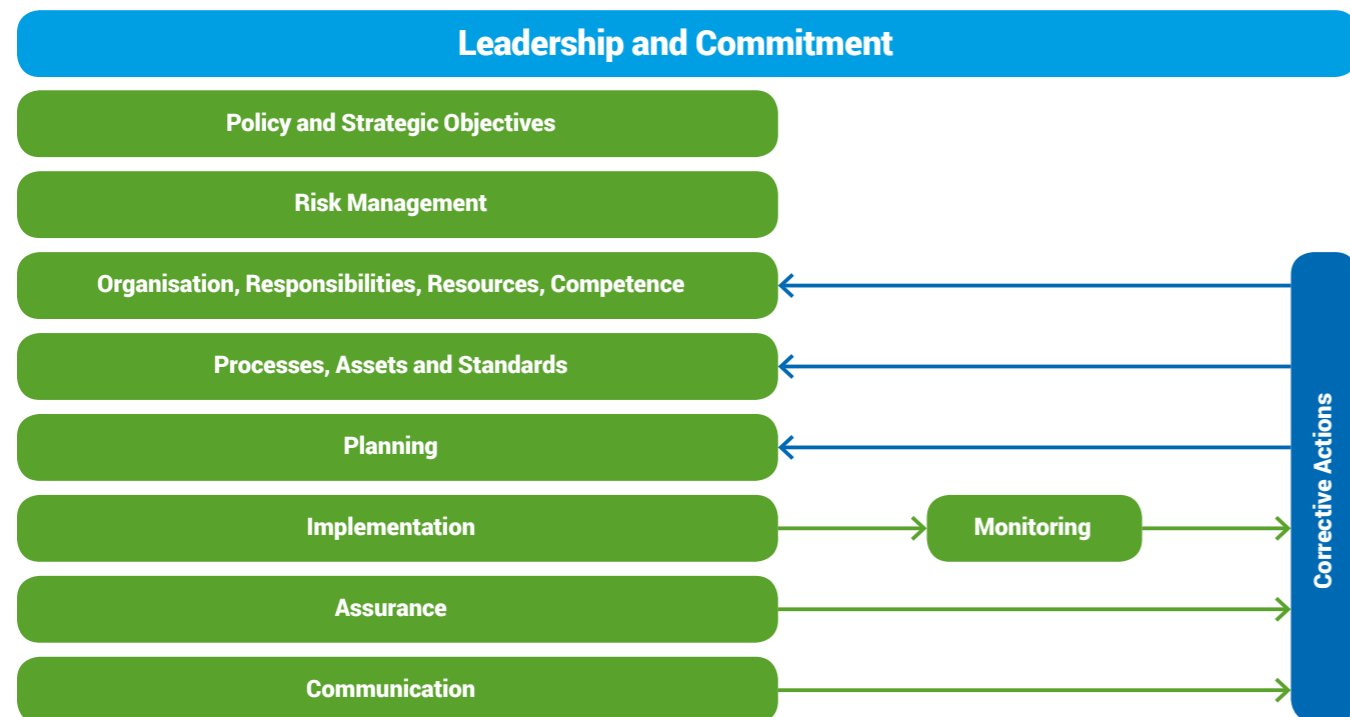 Leadership and Commitment
Policy and Strategic Objectives
Risk Management
Organisation, Responsibilities, Resources, Competence
Processes, Assets and Standards
Planning
Implementation
Monitoring
Assurance
Communication
Corrective Actions